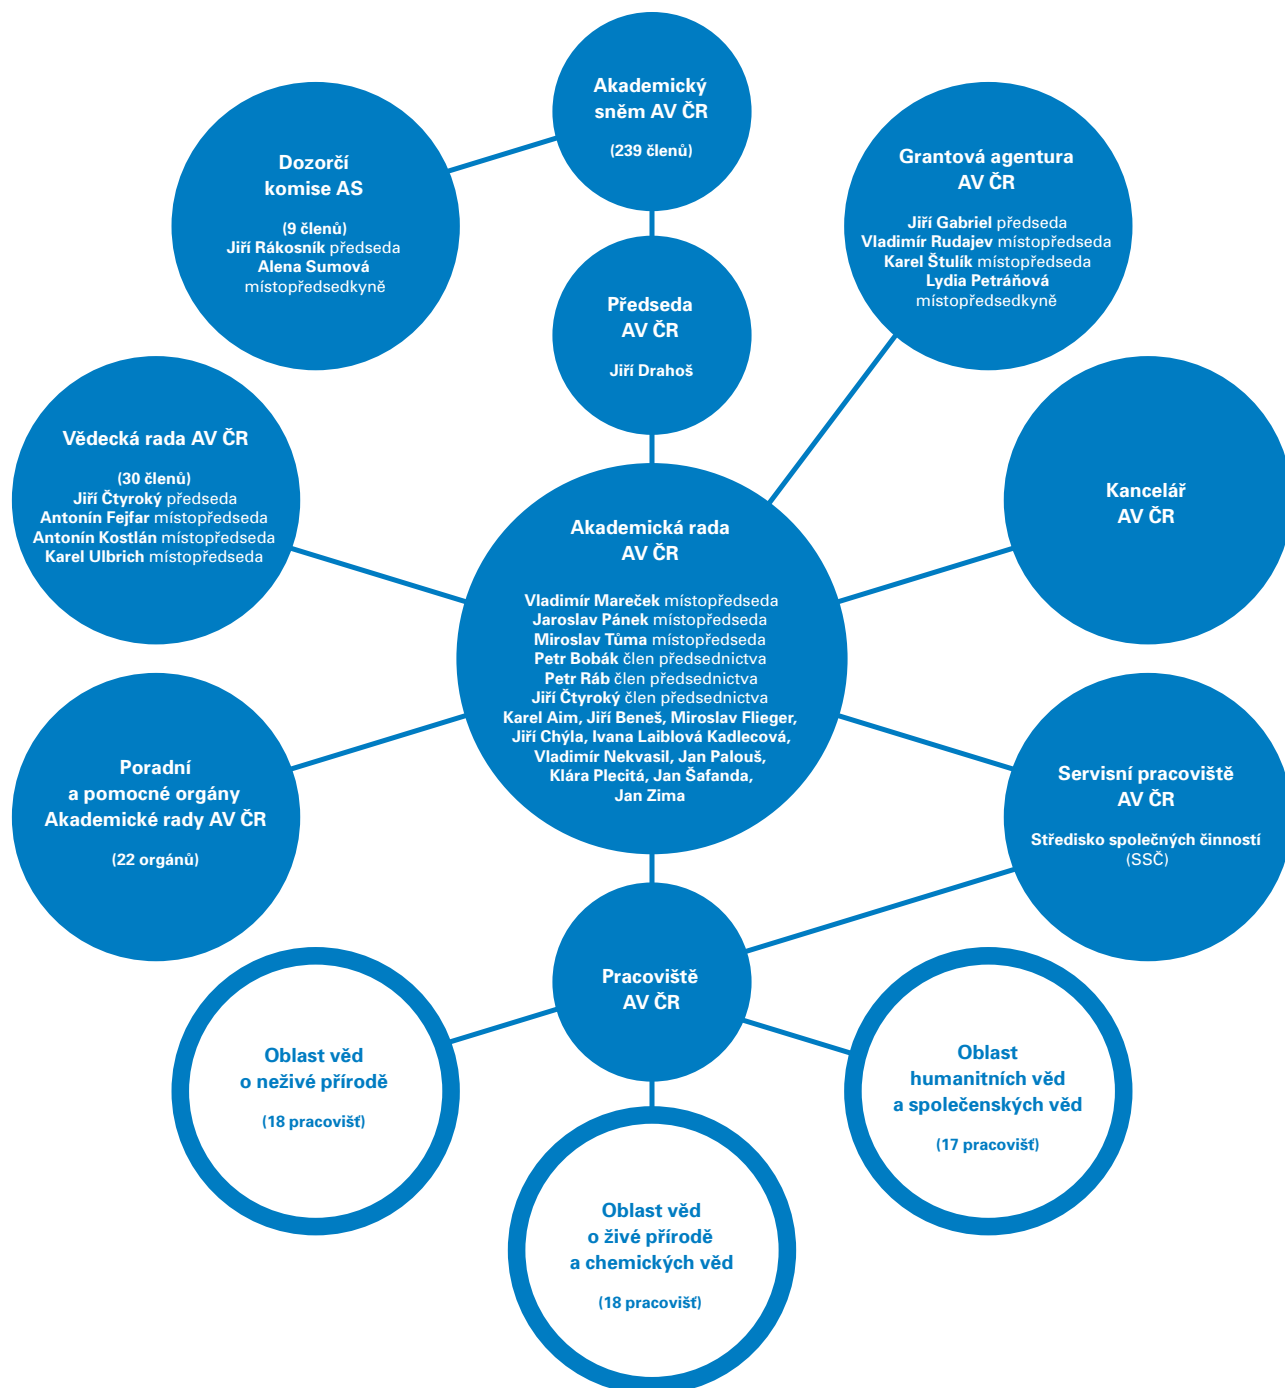 Akademický
sněm AV ČR
(239 členů)
Dozorčí
komise AS
(9 členů)
Jiří Rákosník předseda
Alena Sumová
místopředsedkyně
Grantová agentura
AV ČR
Jiří Gabriel předseda
Vladimír Rudajev místopředseda
Karel Štulík místopředseda
Lydia Petráňová
místopředsedkyně
Předseda
AV ČR
Jiří Drahoš
Vědecká rada AV ČR
(30 členů)
Jiří Čtyroký předseda
Antonín Fejfar místopředseda
Antonín Kostlán místopředseda
Karel Ulbrich místopředseda
Kancelář
AV ČR
Akademická rada
AV ČR
Vladimír Mareček místopředseda
Jaroslav Pánek místopředseda
Miroslav Tůma místopředseda
Petr Bobák člen předsednictva
Petr Ráb člen předsednictva
Jiří Čtyroký člen předsednictva
Karel Aim, Jiří Beneš, Miroslav Flieger,
Jiří Chýla, Ivana Laiblová Kadlecová,
Vladimír Nekvasil, Jan Palouš,
Klára Plecitá, Jan Šafanda,
Jan Zima
Poradní
a pomocné orgány
Akademické rady AV ČR
(22 orgánů)
Servisní pracoviště
AV ČR
Středisko společných činností
(SSČ)
Pracoviště
AV ČR
Oblast věd
o neživé přírodě
(18 pracovišť)
Oblast
humanitních věd
a společenských věd
(17 pracovišť)
Oblast věd
o živé přírodě
a chemických věd
(18 pracovišť)